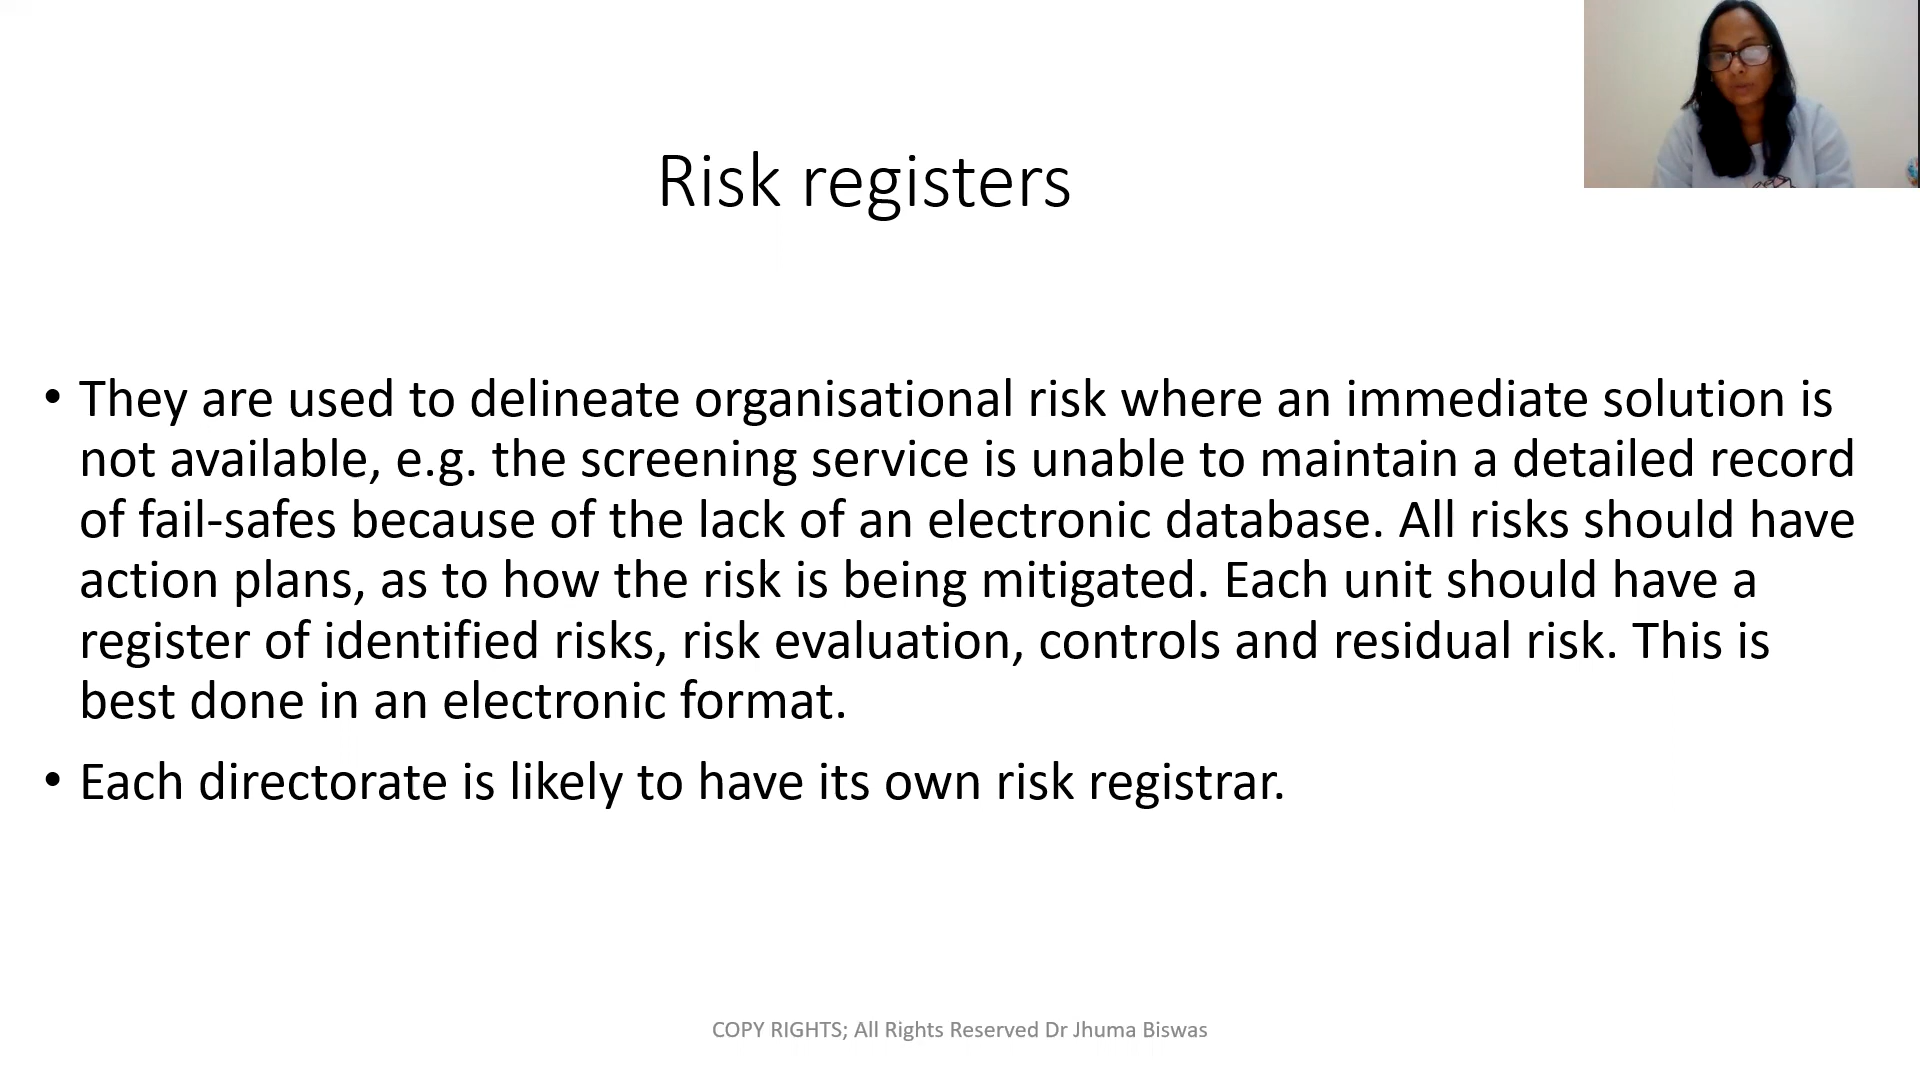 Risk registers
• They are used to delineate organisational risk where an immediate solution is
not available, e.g. the screening service is unable to maintain a detailed record
of fail-safes because of the lack of an electronic database. All risks should have
action plans, as to how the risk is being mitigated. Each unit should have a
register of identified risks, risk evaluation, controls and residual risk. This is
best done in an electronic format.
• Each directorate is likely to have its own risk registrar.
COPY RIGHTS; All Rights Reserved Dr Jhuma Biswas